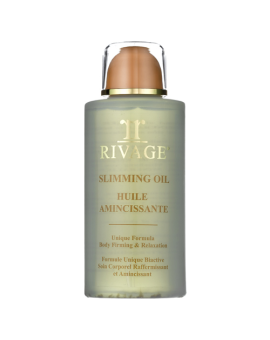 RIVAGE
SLIMMING OIL
HUILE
AMINCISSANTE
Unique Formula
Body Firming & Relaxation
Formule Unique Bioactive
Soin Corporel Raffermissant
et Amincissant